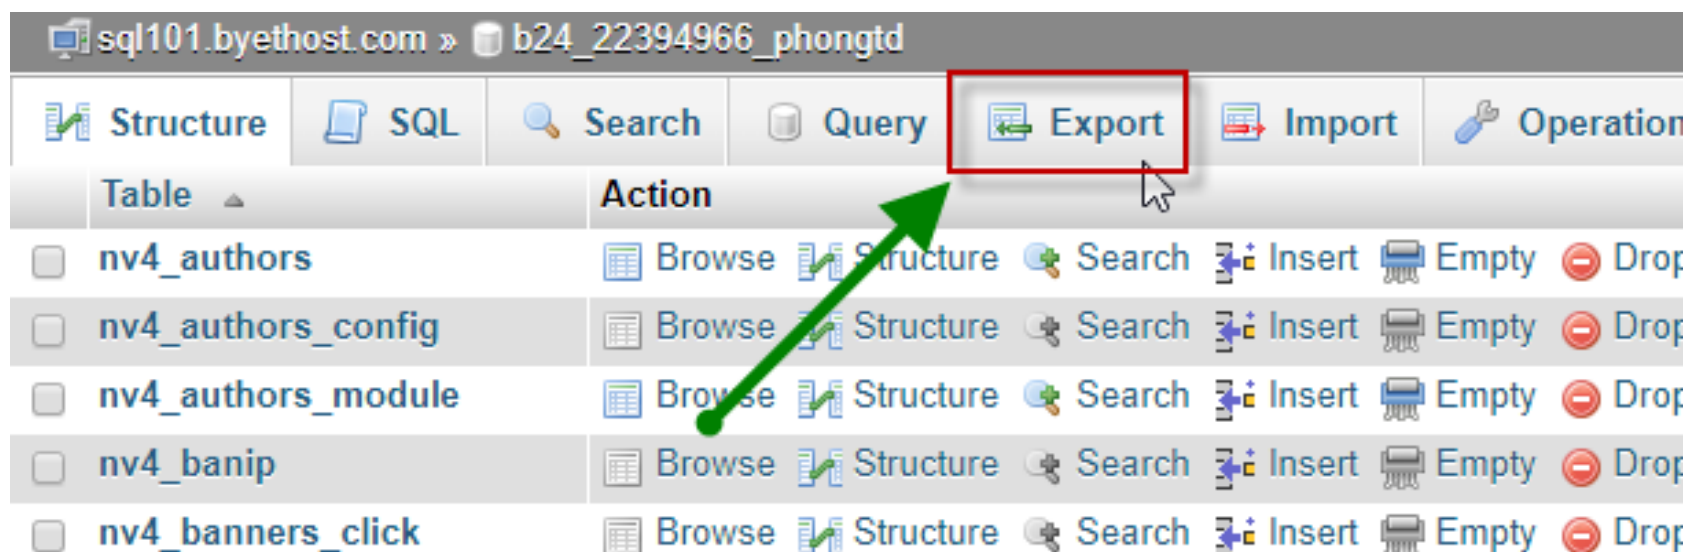 sql101.byethost.com » b24_22394966_phongtd
Structure SQL Search Query Export Import Operation
Table Action
nv4_authors Browse Structure Search Insert Empty Drop
nv4_authors_config Browse Structure Search Insert Empty Drop
nv4_authors_module Browse Structure Search Insert Empty Drop
nv4_banip Browse Structure Search Insert Empty Drop
nv4_banners_click Browse Structure Search Insert Empty Drop